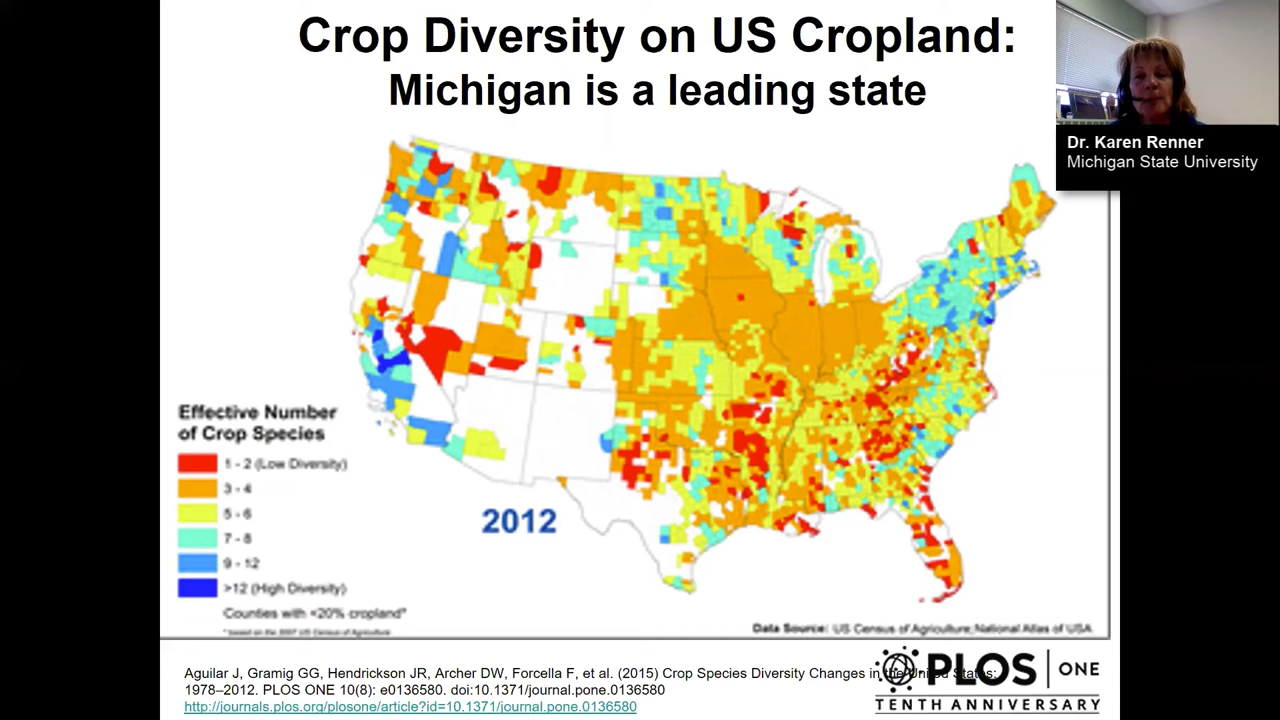 Crop Diversity on US Cropland:
Michigan is a leading state
Dr. Karen Renner
Michigan State University
Effective Number
of Crop Species
1 - 2 (Low Diversity)
3 - 4
5 - 6
7 - 8
9 - 12
>12 (High Diversity)
Counties with <20% cropland*
* based on the 2007 US Census of Agriculture
2012
Data Source: US Census of Agriculture; National Atlas of USA
Aguilar J, Gramig GG, Hendrickson JR, Archer DW, Forcella F, et al. (2015) Crop Species Diversity Changes in the United States:
1978–2012. PLOS ONE 10(8): e0136580. doi:10.1371/journal.pone.0136580
http://journals.plos.org/plosone/article?id=10.1371/journal.pone.0136580
PLOS ONE
TENTH ANNIVERSARY